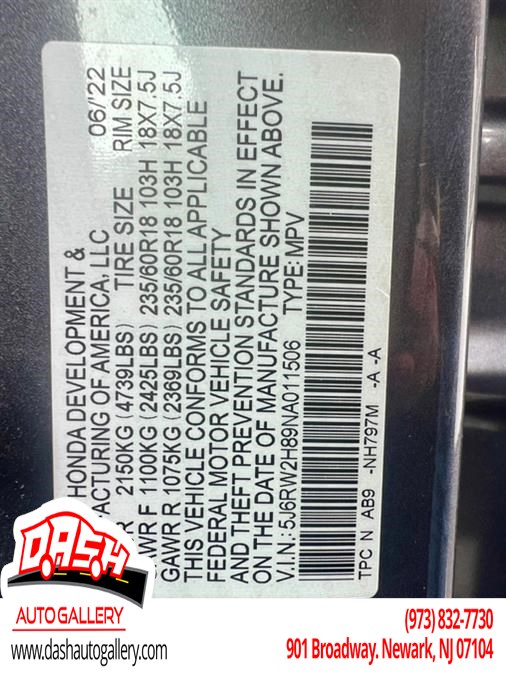 HONDA DEVELOPMENT &
ACTURING OF AMERICA, LLC 06/'22
R 2150KG (4739LBS) TIRE SIZE RIM SIZE
AWR F 1100KG (2425LBS) 235/60R18 103H 18X7.5J
GAWR R 1075KG (2369LBS) 235/60R18 103H 18X7.5J
THIS VEHICLE CONFORMS TO ALL APPLICABLE
FEDERAL MOTOR VEHICLE SAFETY
AND THEFT PREVENTION STANDARDS IN EFFECT
ON THE DATE OF MANUFACTURE SHOWN ABOVE.
V.I.N.: 5J6RW2H89NA011506 TYPE: MPV
TPC N AB9 -NH797M -A -A
DASH
AUTO GALLERY
www.dashautogallery.com
(973) 832-7730
901 Broadway. Newark, NJ 07104